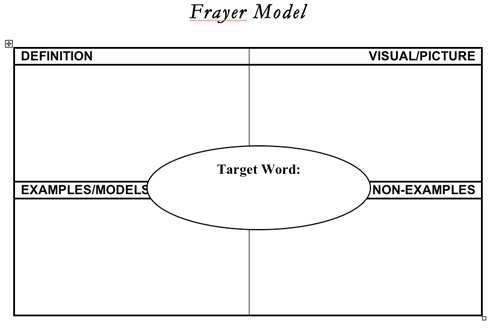 Frayer Model
DEFINITION
VISUAL/PICTURE
Target Word:
EXAMPLES/MODELS
NON-EXAMPLES